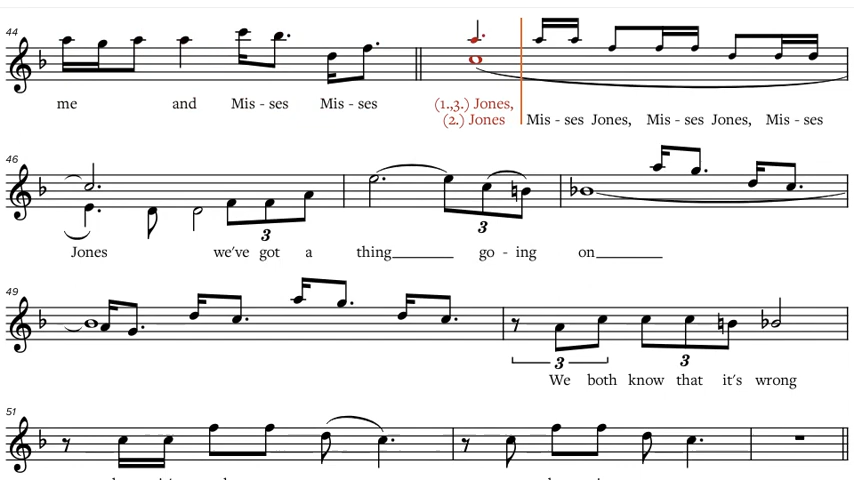 44
me and Mis - ses Mis - ses (1.,3.) Jones,
(2.) Jones Mis - ses Jones, Mis - ses Jones, Mis - ses
46
3 3
Jones we've got a thing go - ing on
49
3 3
We both know that it's wrong
51